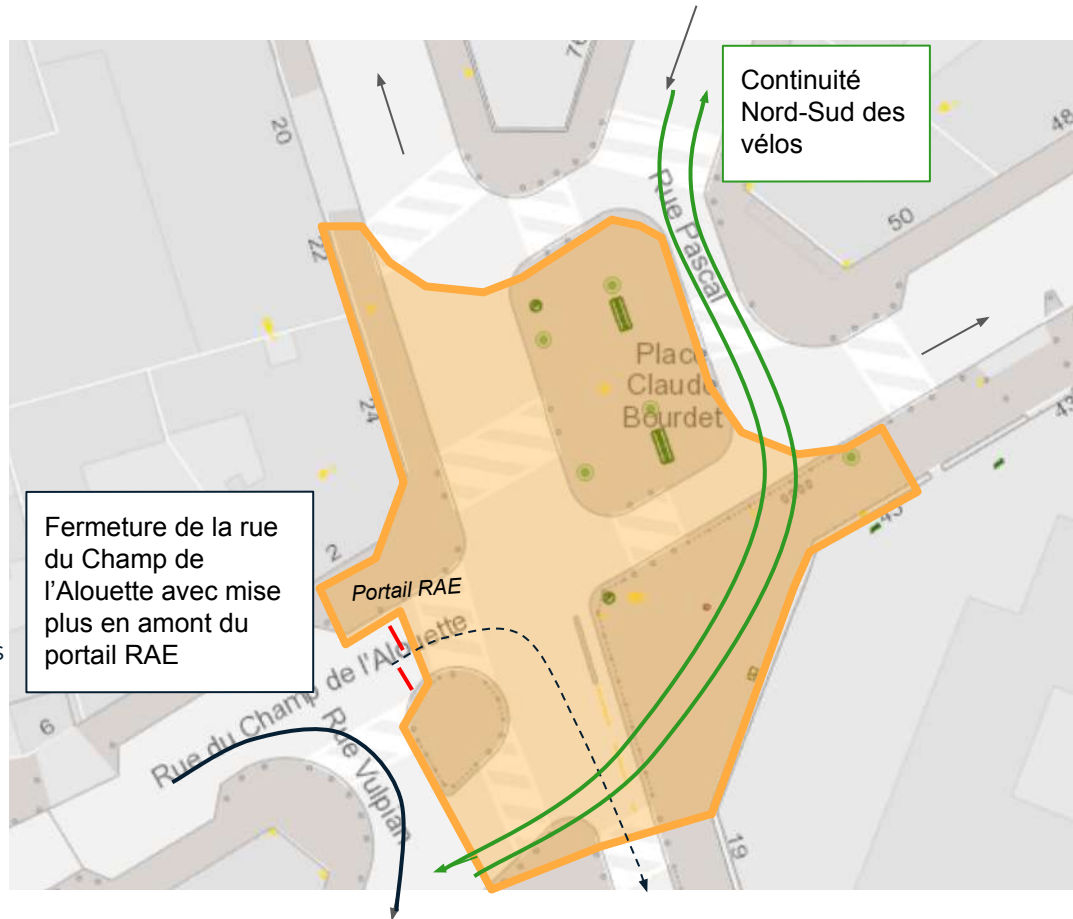 76
Continuité
Nord-Sud des
vélos
48
20
50
Rue Pascal
22
Place
Claude
Bourdet
24
43
45
Fermeture de la rue
du Champ de
l'Alouette avec mise
plus en amont du
portail RAE
2
Portail RAE
s
Rue du Champ de l'Alouette
6
Rue Vulpian
19